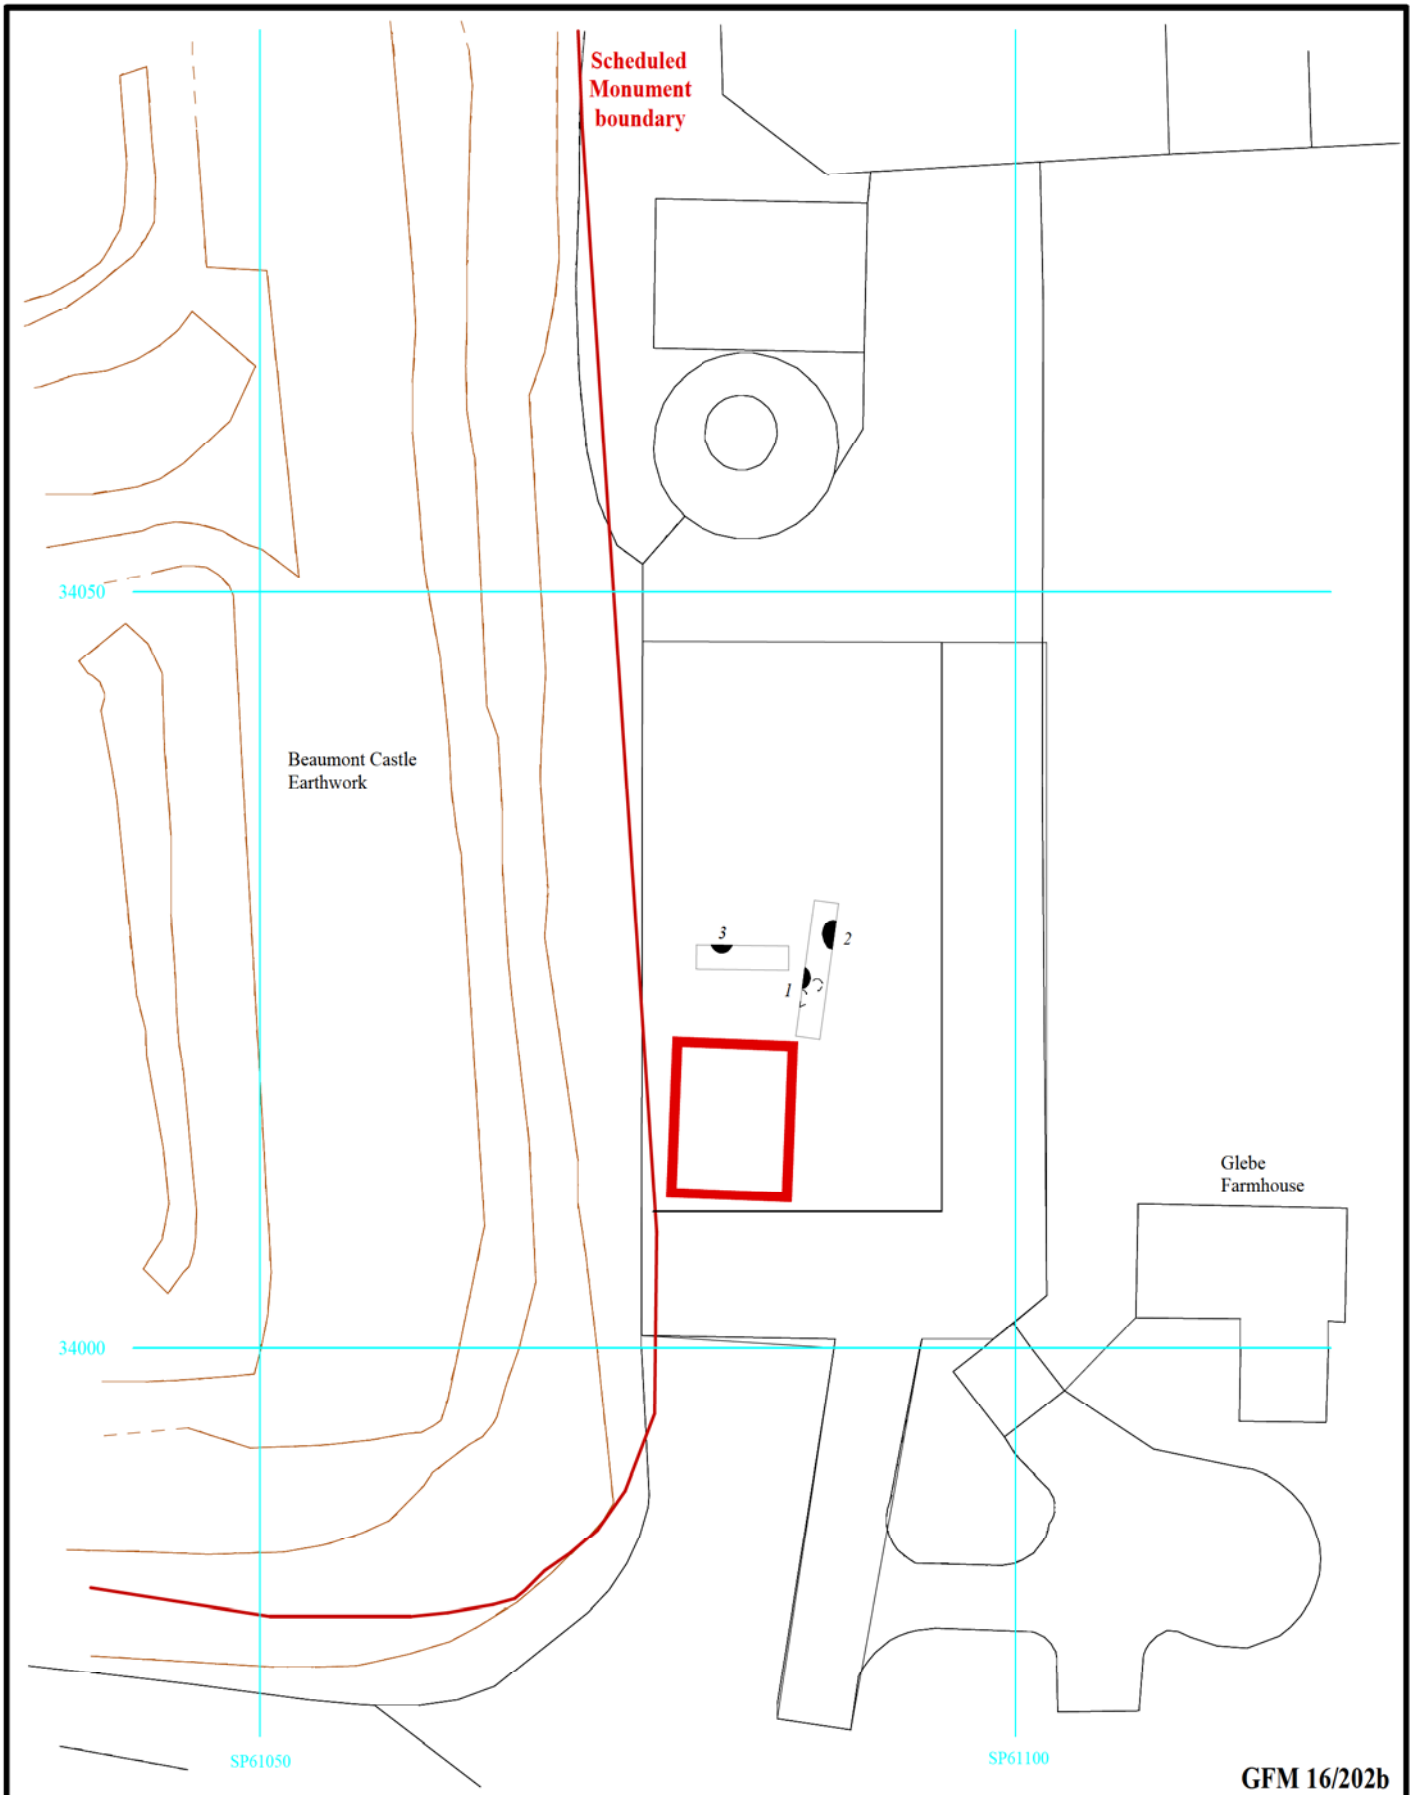 Scheduled
Monument
boundary
34050
Beaumont Castle
Earthwork
3
2
1
Glebe
Farmhouse
34000
SP61050
SP61100
GFM 16/202b